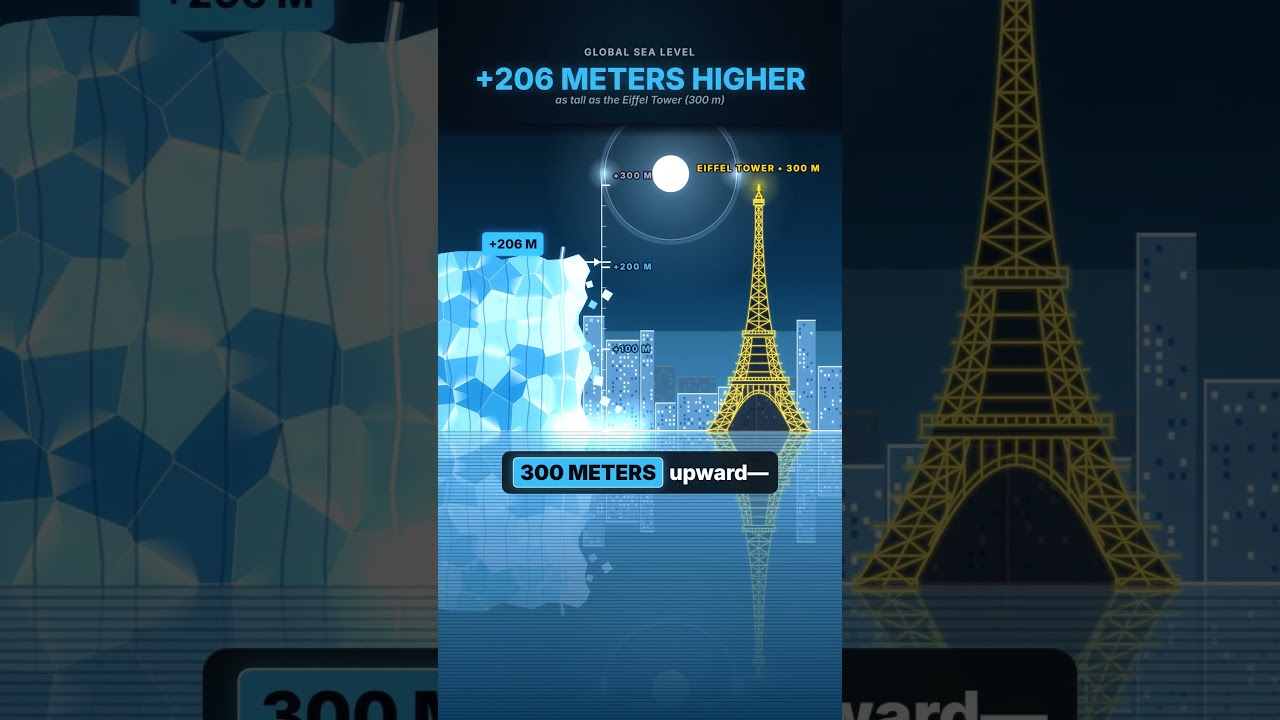 GLOBAL SEA LEVEL
+206 METERS HIGHER
as tall as the Eiffel Tower (300 m)
+300 M
EIFFEL TOWER • 300 M
+206 M
+200 M
+100 M
300 METERS upward—